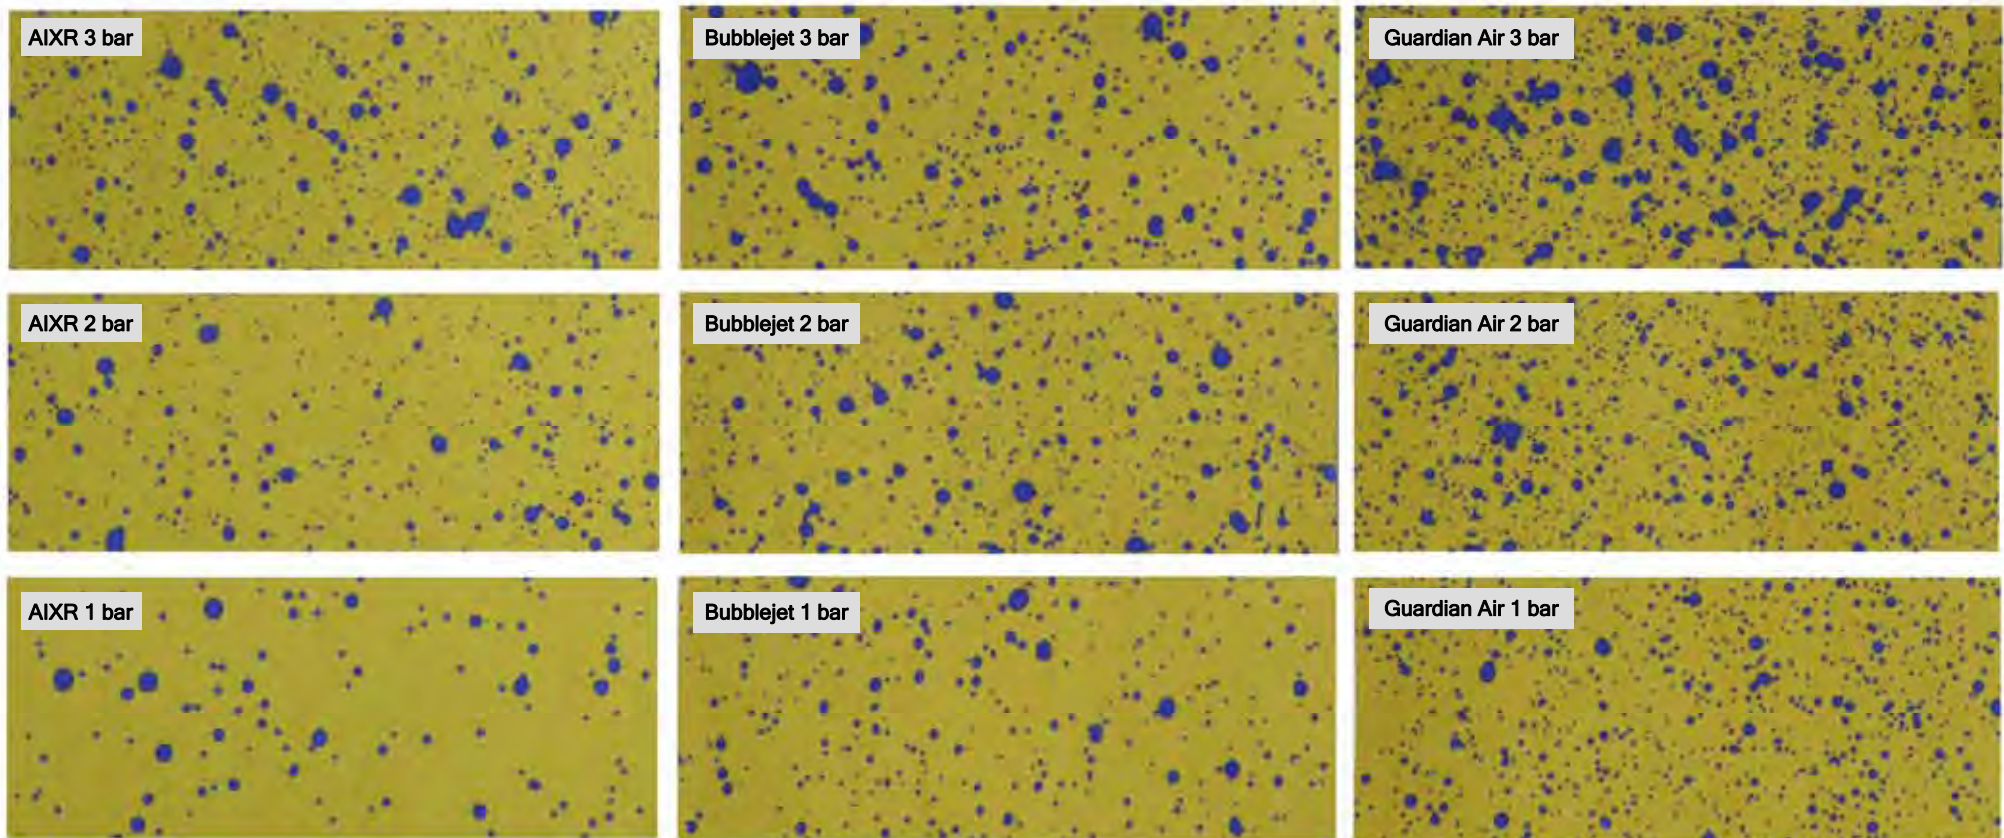 AIXR 3 bar
Bubblejet 3 bar
Guardian Air 3 bar
AIXR 2 bar
Bubblejet 2 bar
Guardian Air 2 bar
AIXR 1 bar
Bubblejet 1 bar
Guardian Air 1 bar